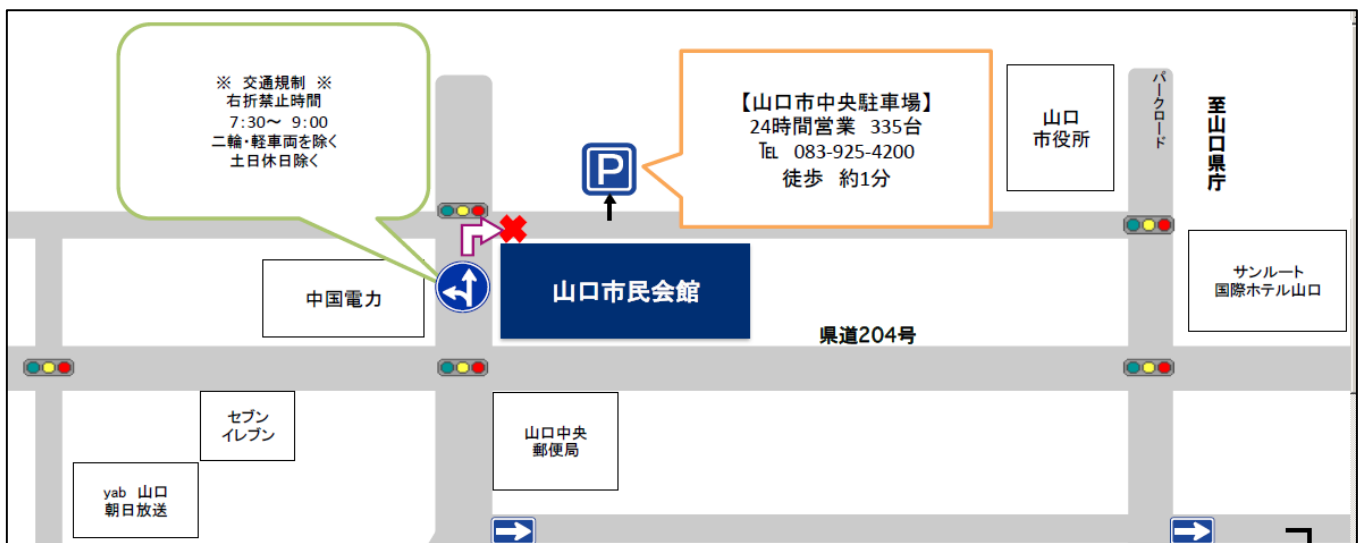 ※ 交通規制 ※
右折禁止時間
7:30～ 9:00
二輪・軽車両を除く
土日休日除く
【山口市中央駐車場】
24時間営業 335台
℡ 083-925-4200
徒歩 約1分
P
山口
市役所
パークロード
至山口県庁
中国電力
山口市民会館
サンルート
国際ホテル山口
県道204号
セブン
イレブン
山口中央
郵便局
yab 山口
朝日放送